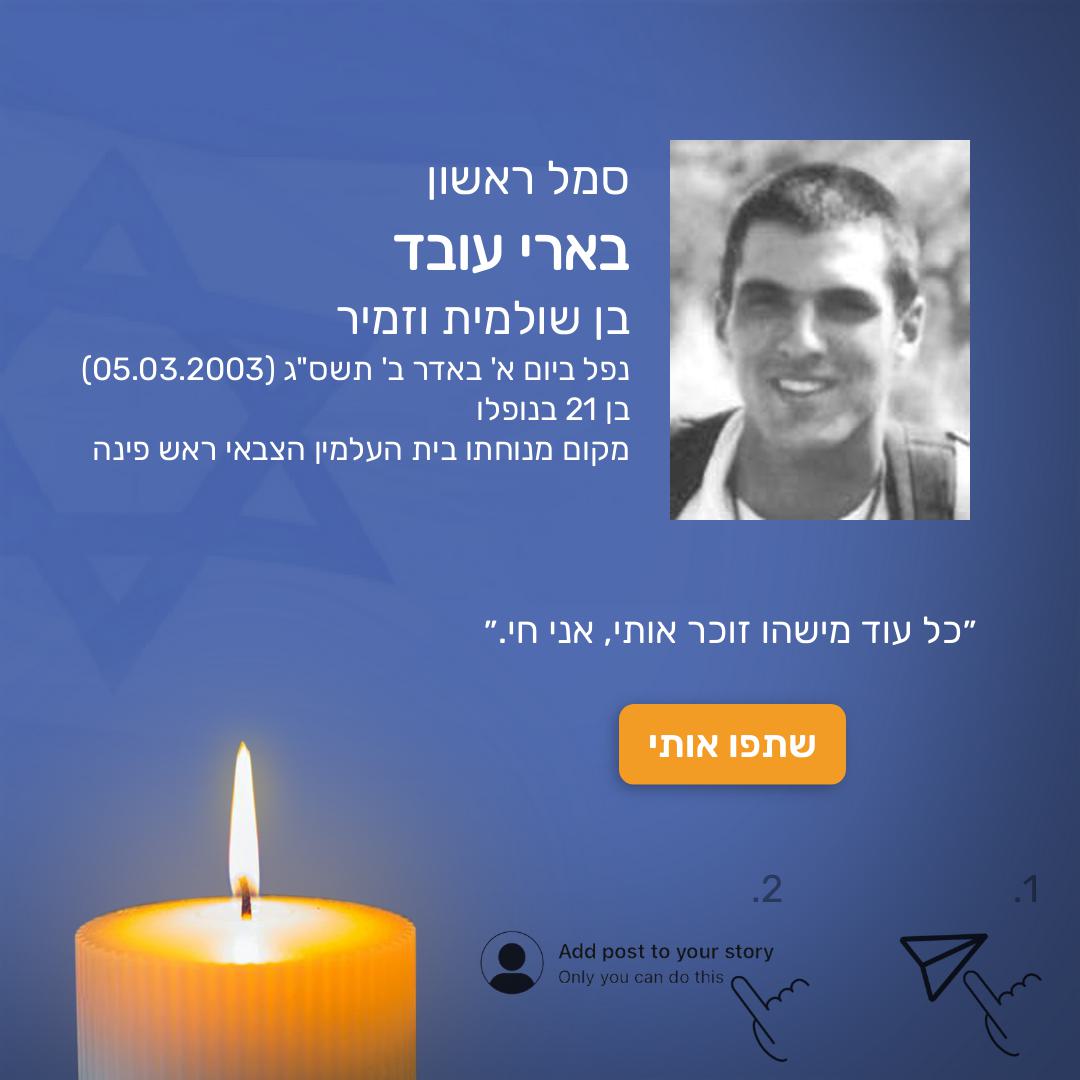 סמל ראשון
בארי עובד
בן שולמית וזמיר
נפל ביום א' באדר ב' תשס"ג (05.03.2003)
בן 21 בנופלו
מקום מנוחתו בית העלמין הצבאי ראש פינה
״כל עוד מישהו זוכר אותי, אני חי.״
שתפו אותי
1.
2.
Add post to your story
Only you can do this